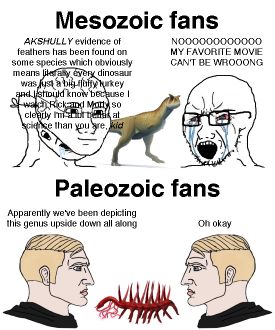 Mesozoic fans
AKSHULLY evidence of
feathers has been found on
some species which obviously
means literally every dinosaur
was just a big fluffy turkey
and I should know because I
watch Rick and Morty so
clearly I'm a lot better at
science than you are, kid
NOOOOOOOOOOOO
MY FAVORITE MOVIE
CAN'T BE WROOONG
Paleozoic fans
Apparently we've been depicting
this genus upside down all along
Oh okay